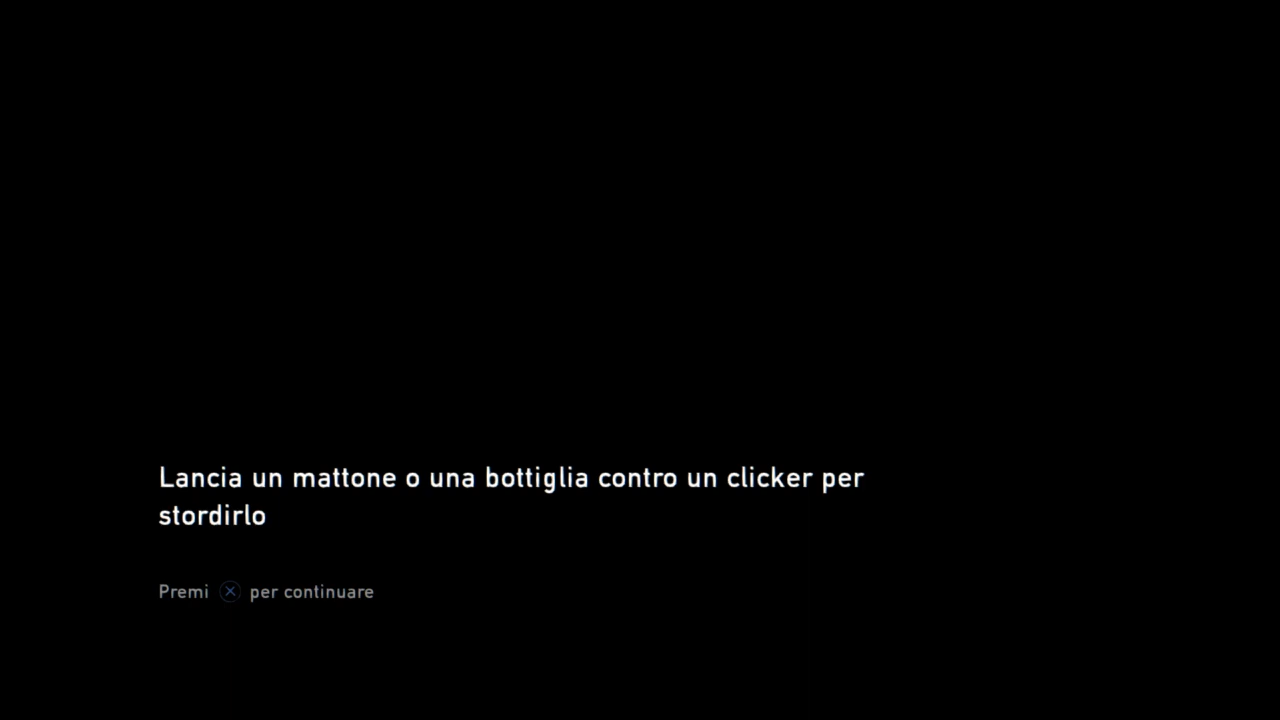 Lancia un mattone o una bottiglia contro un clicker per
stordirlo
Premi ⓧ per continuare